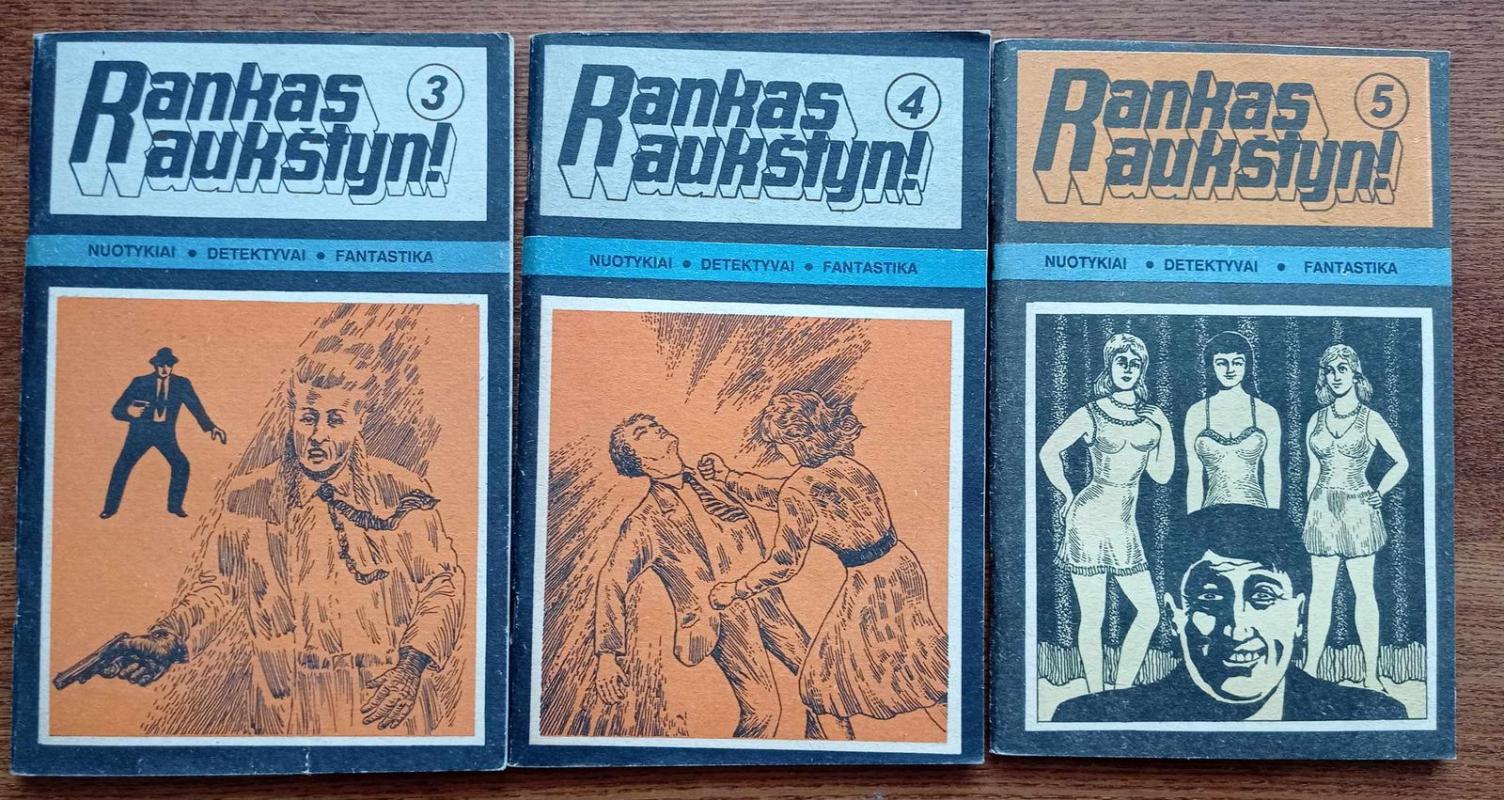 Rankas
aukštyn!
3
NUOTYKIAI • DETEKTYVAI • FANTASTIKA
Rankas
aukštyn!
4
NUOTYKIAI • DETEKTYVAI • FANTASTIKA
Rankas
aukštyn!
5
NUOTYKIAI • DETEKTYVAI • FANTASTIKA